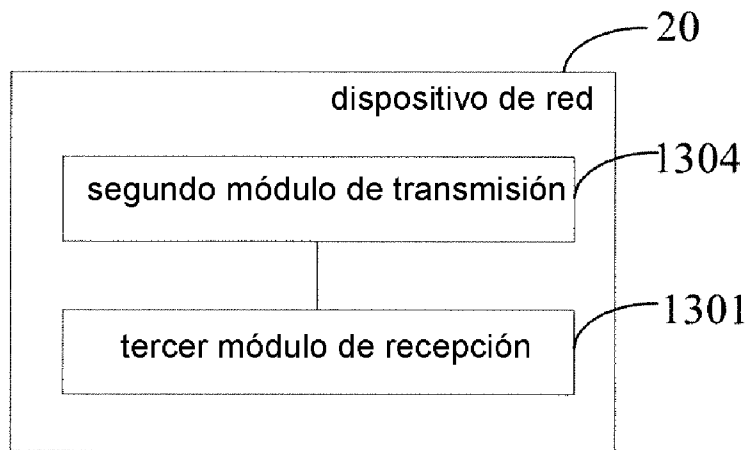 20
dispositivo de red
segundo módulo de transmisión
1304
tercer módulo de recepción
1301